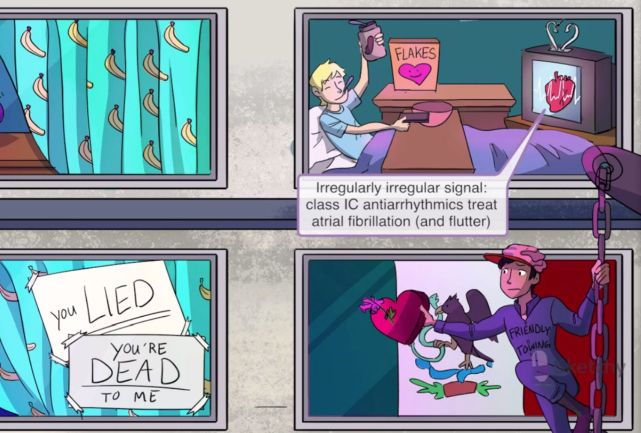 FLAKES
Irregularly irregular signal:
class IC antiarrhythmics treat
atrial fibrillation (and flutter)
you LIED
YOU'RE
DEAD
TO ME
FRIENDLY
TOWING
sketchy